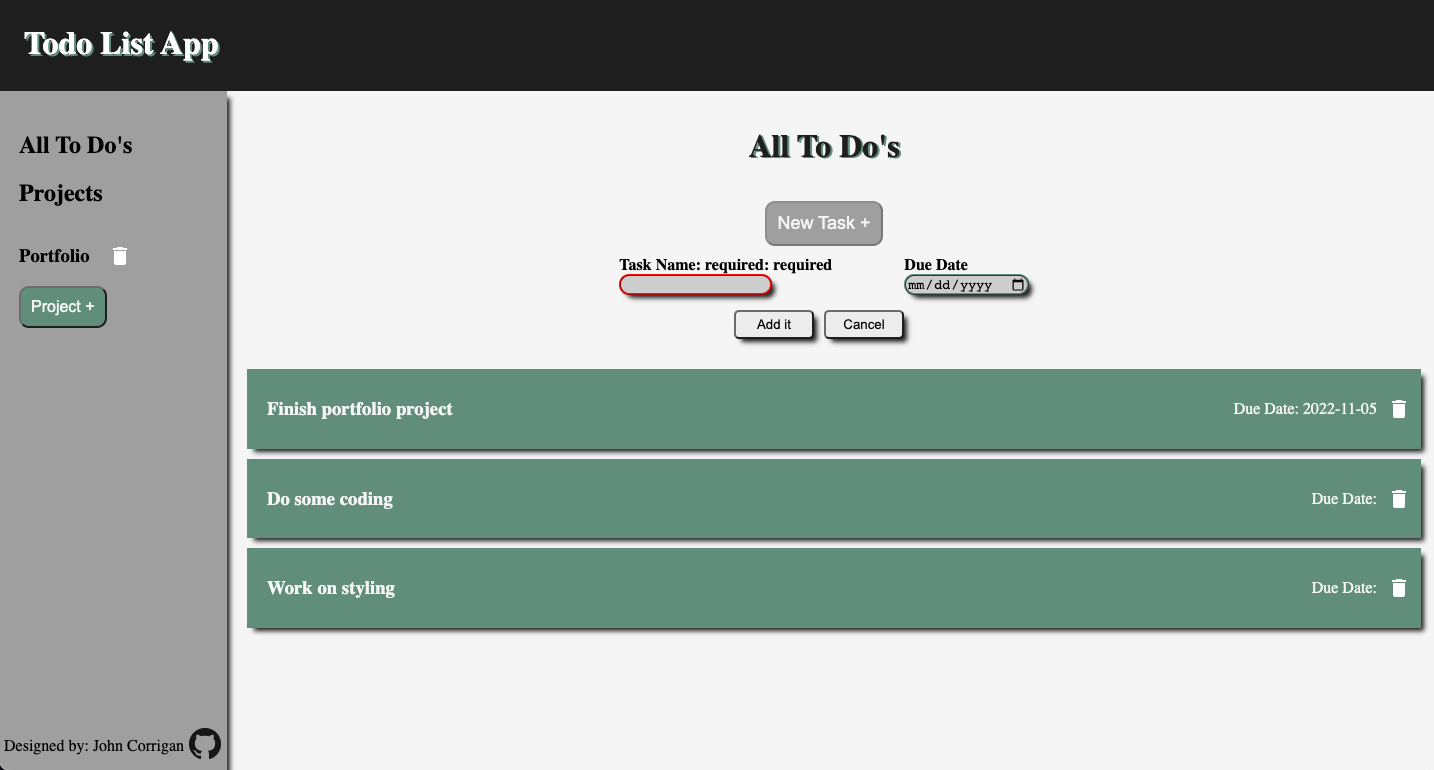 Todo List App
All To Do's
Projects
Portfolio
Project +
Designed by: John Corrigan
All To Do's
New Task +
Task Name: required: required
Due Date
mm/dd/yyyy
Add it
Cancel
Finish portfolio project
Due Date: 2022-11-05
Do some coding
Due Date:
Work on styling
Due Date: